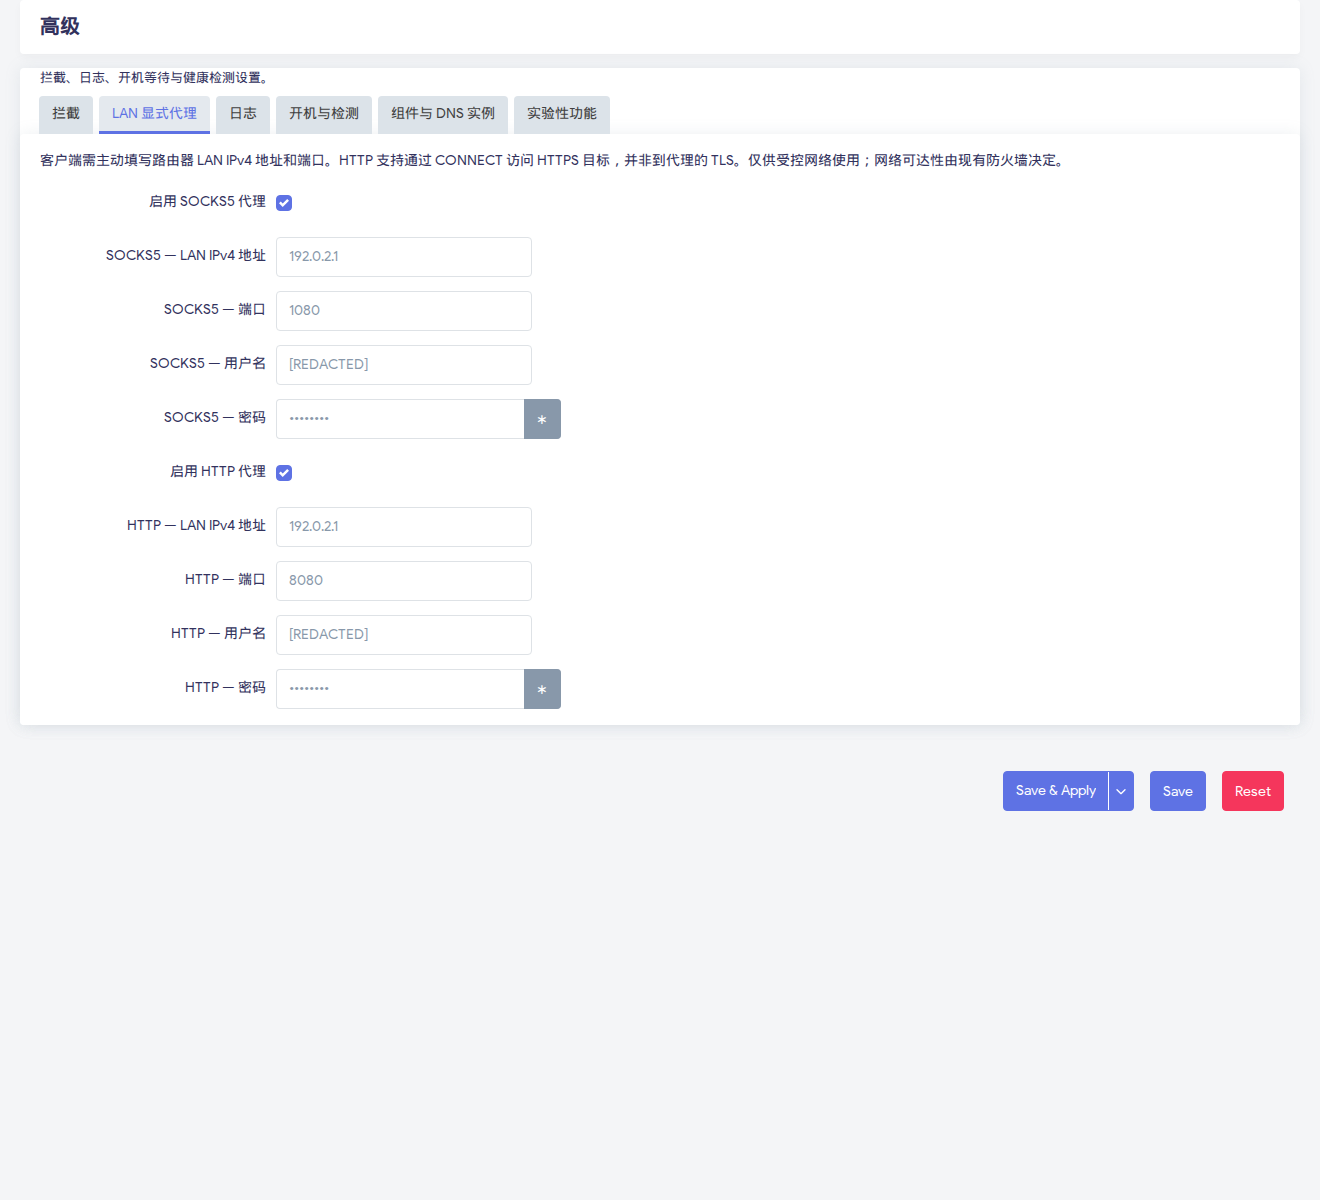 高级
拦截、日志、开机等待与健康检测设置。
拦截 LAN 显式代理 日志 开机与检测 组件与 DNS 实例 实验性功能
客户端需主动填写路由器 LAN IPv4 地址和端口。HTTP 支持通过 CONNECT 访问 HTTPS 目标，并非到代理的 TLS。仅供受控网络使用；网络可达性由现有防火墙决定。
启用 SOCKS5 代理
SOCKS5 — LAN IPv4 地址 192.0.2.1
SOCKS5 — 端口 1080
SOCKS5 — 用户名 [REDACTED]
SOCKS5 — 密码 •••••••• *
启用 HTTP 代理
HTTP — LAN IPv4 地址 192.0.2.1
HTTP — 端口 8080
HTTP — 用户名 [REDACTED]
HTTP — 密码 •••••••• *
Save & Apply Save Reset